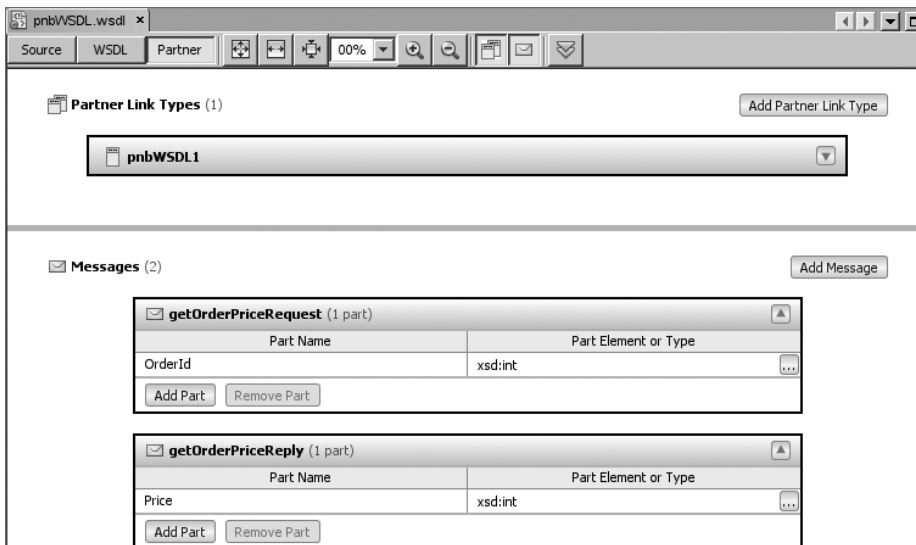 pnbWSDL.wsdl ×
Source WSDL Partner 00%
Partner Link Types (1) Add Partner Link Type
pnbWSDL1
Messages (2) Add Message
getOrderPriceRequest (1 part)
Part Name Part Element or Type
OrderId xsd:int ...
Add Part Remove Part
getOrderPriceReply (1 part)
Part Name Part Element or Type
Price xsd:int ...
Add Part Remove Part